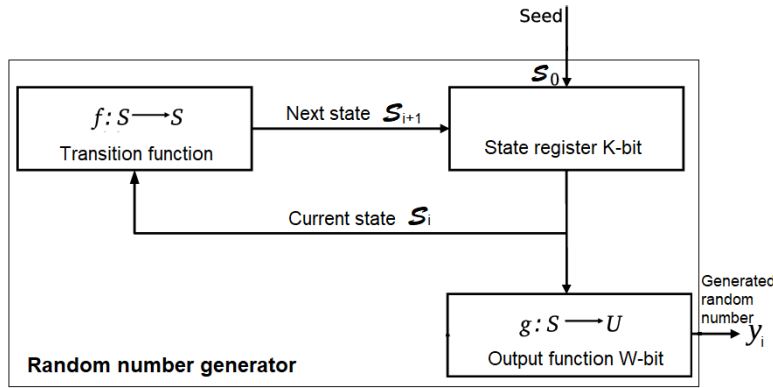 Seed
𝓢0
f: S ⟶ S
Transition function
Next state 𝓢i+1
State register K-bit
Current state 𝓢i
Generated
random
number
yi
g: S ⟶ U
Output function W-bit
Random number generator